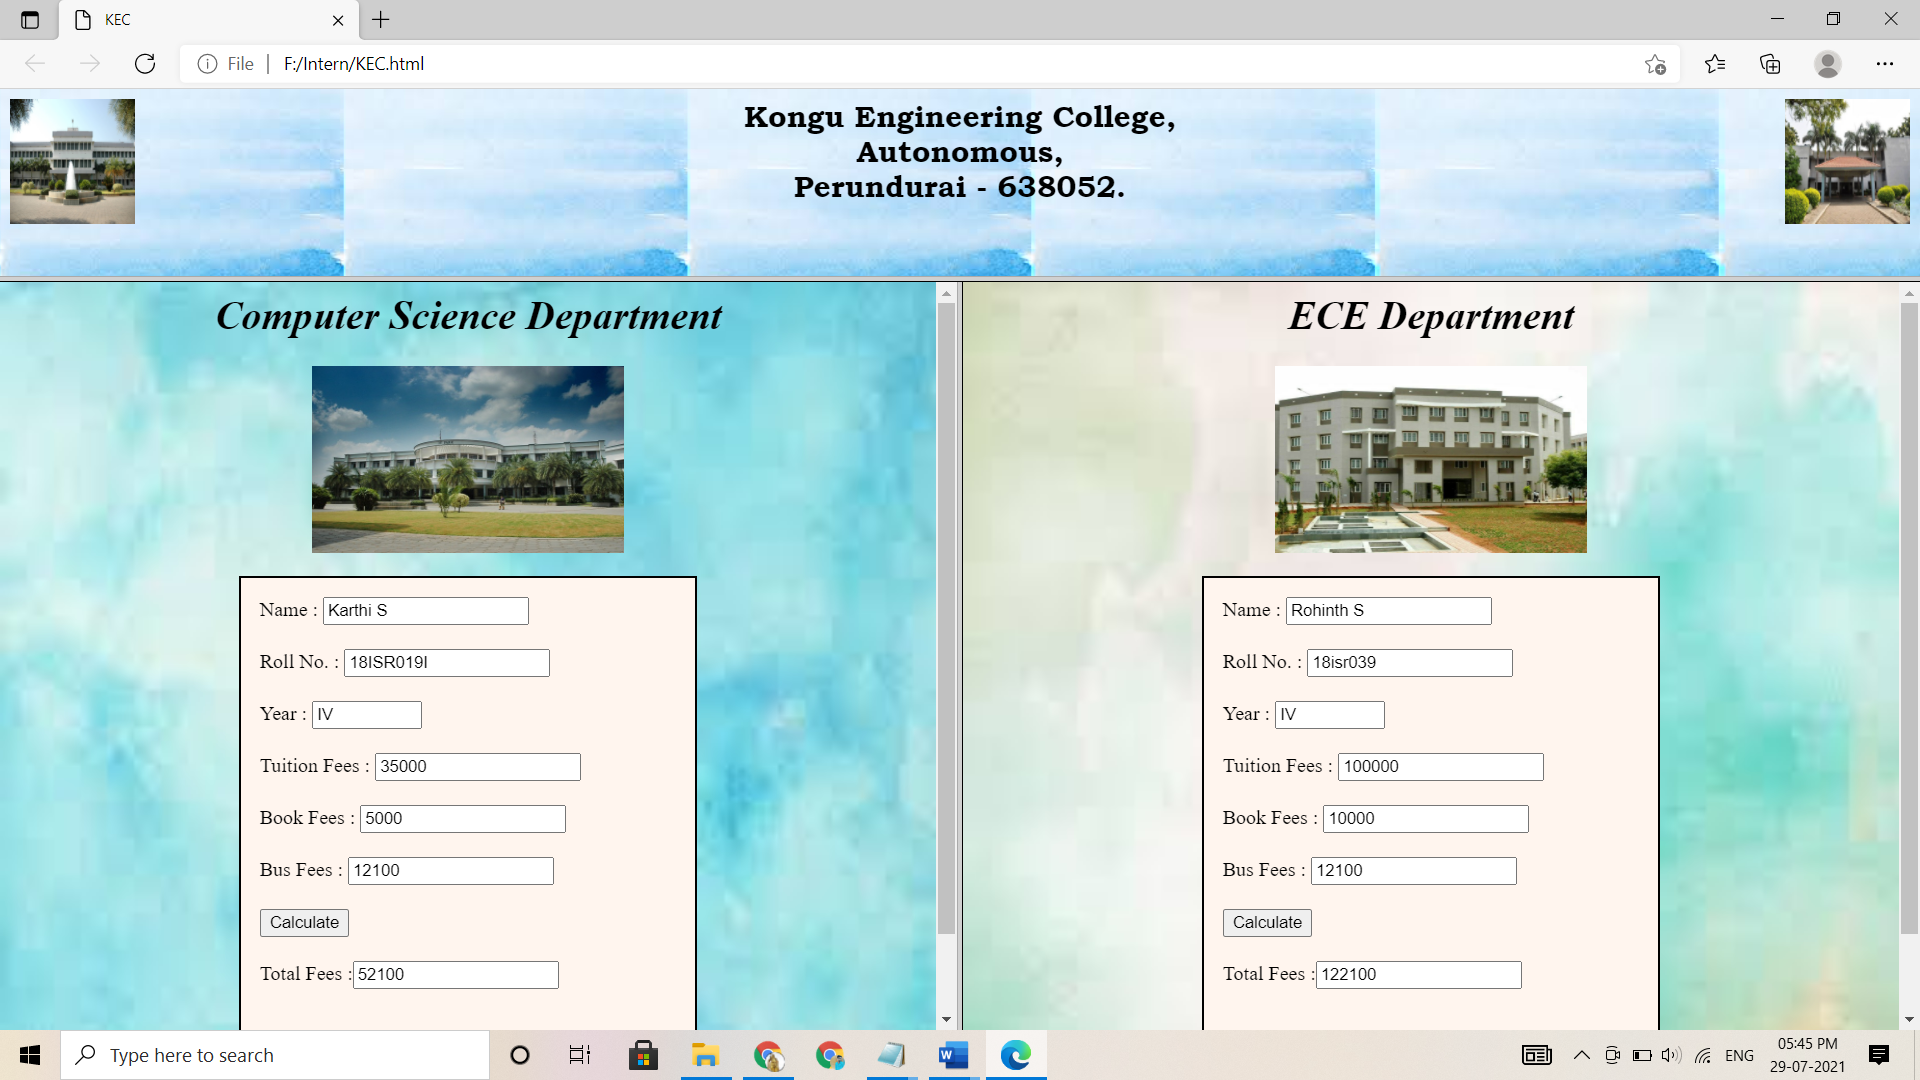 KEC
File
F:/Intern/KEC.html
Kongu Engineering College,
Autonomous,
Perundurai - 638052.
Computer Science Department
Name : Karthi S
Roll No. : 18ISR019I
Year : IV
Tuition Fees : 35000
Book Fees : 5000
Bus Fees : 12100
Calculate
Total Fees :52100
ECE Department
Name : Rohinth S
Roll No. : 18isr039
Year : IV
Tuition Fees : 100000
Book Fees : 10000
Bus Fees : 12100
Calculate
Total Fees :122100
Type here to search
ENG
05:45 PM
29-07-2021